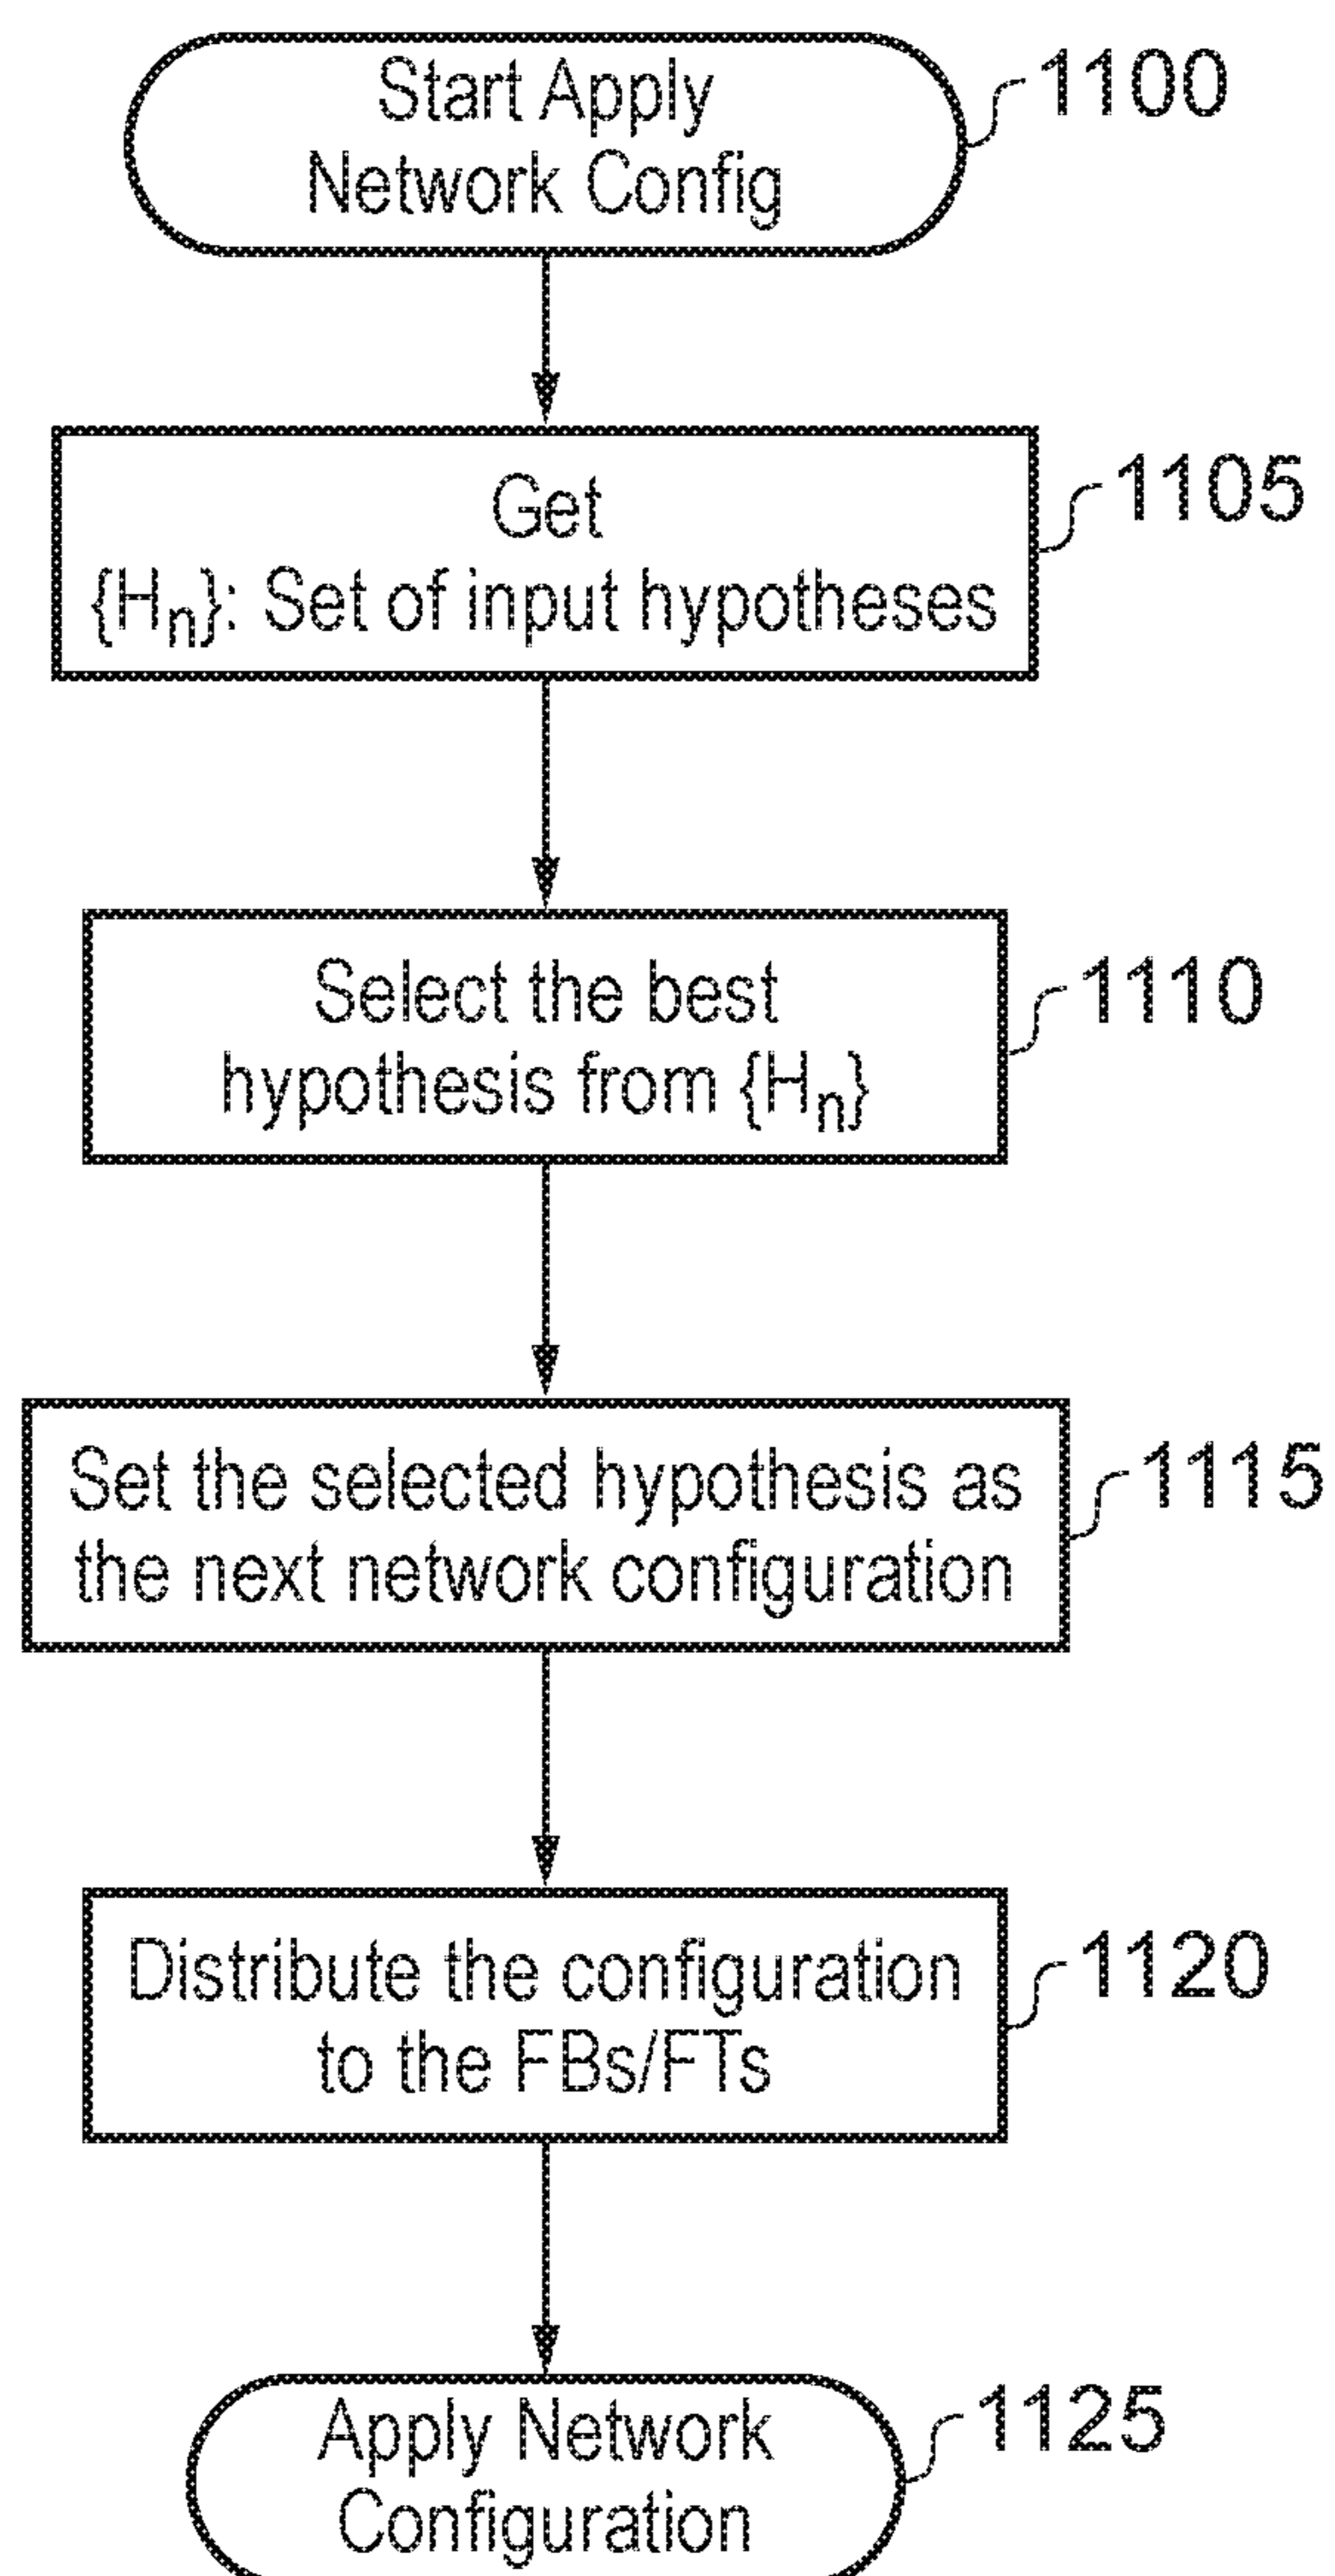 Start Apply
Network Config
1100
Get
{Hn}: Set of input hypotheses
1105
Select the best
hypothesis from {Hn}
1110
Set the selected hypothesis as
the next network configuration
1115
Distribute the configuration
to the FBs/FTs
1120
Apply Network
Configuration
1125